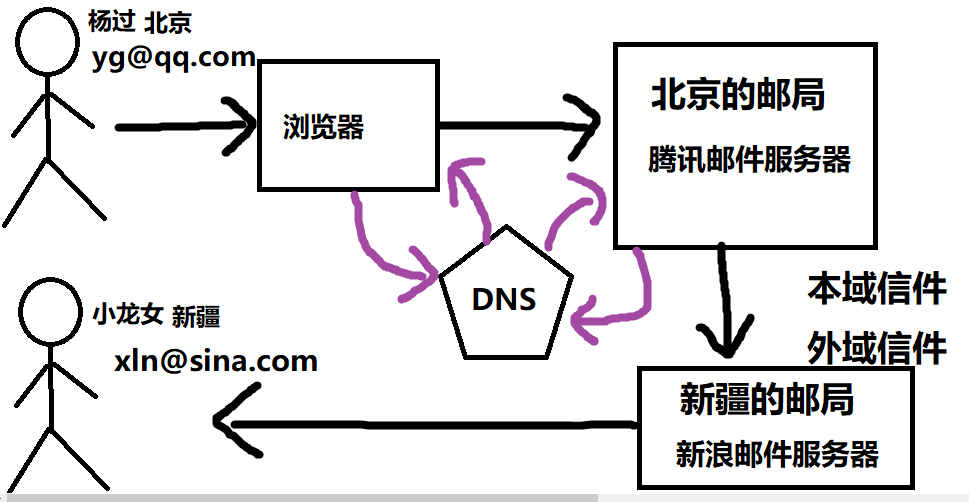 杨过 北京
yg@qq.com
浏览器
北京的邮局
腾讯邮件服务器
DNS
本域信件
外域信件
小龙女 新疆
xln@sina.com
新疆的邮局
新浪邮件服务器